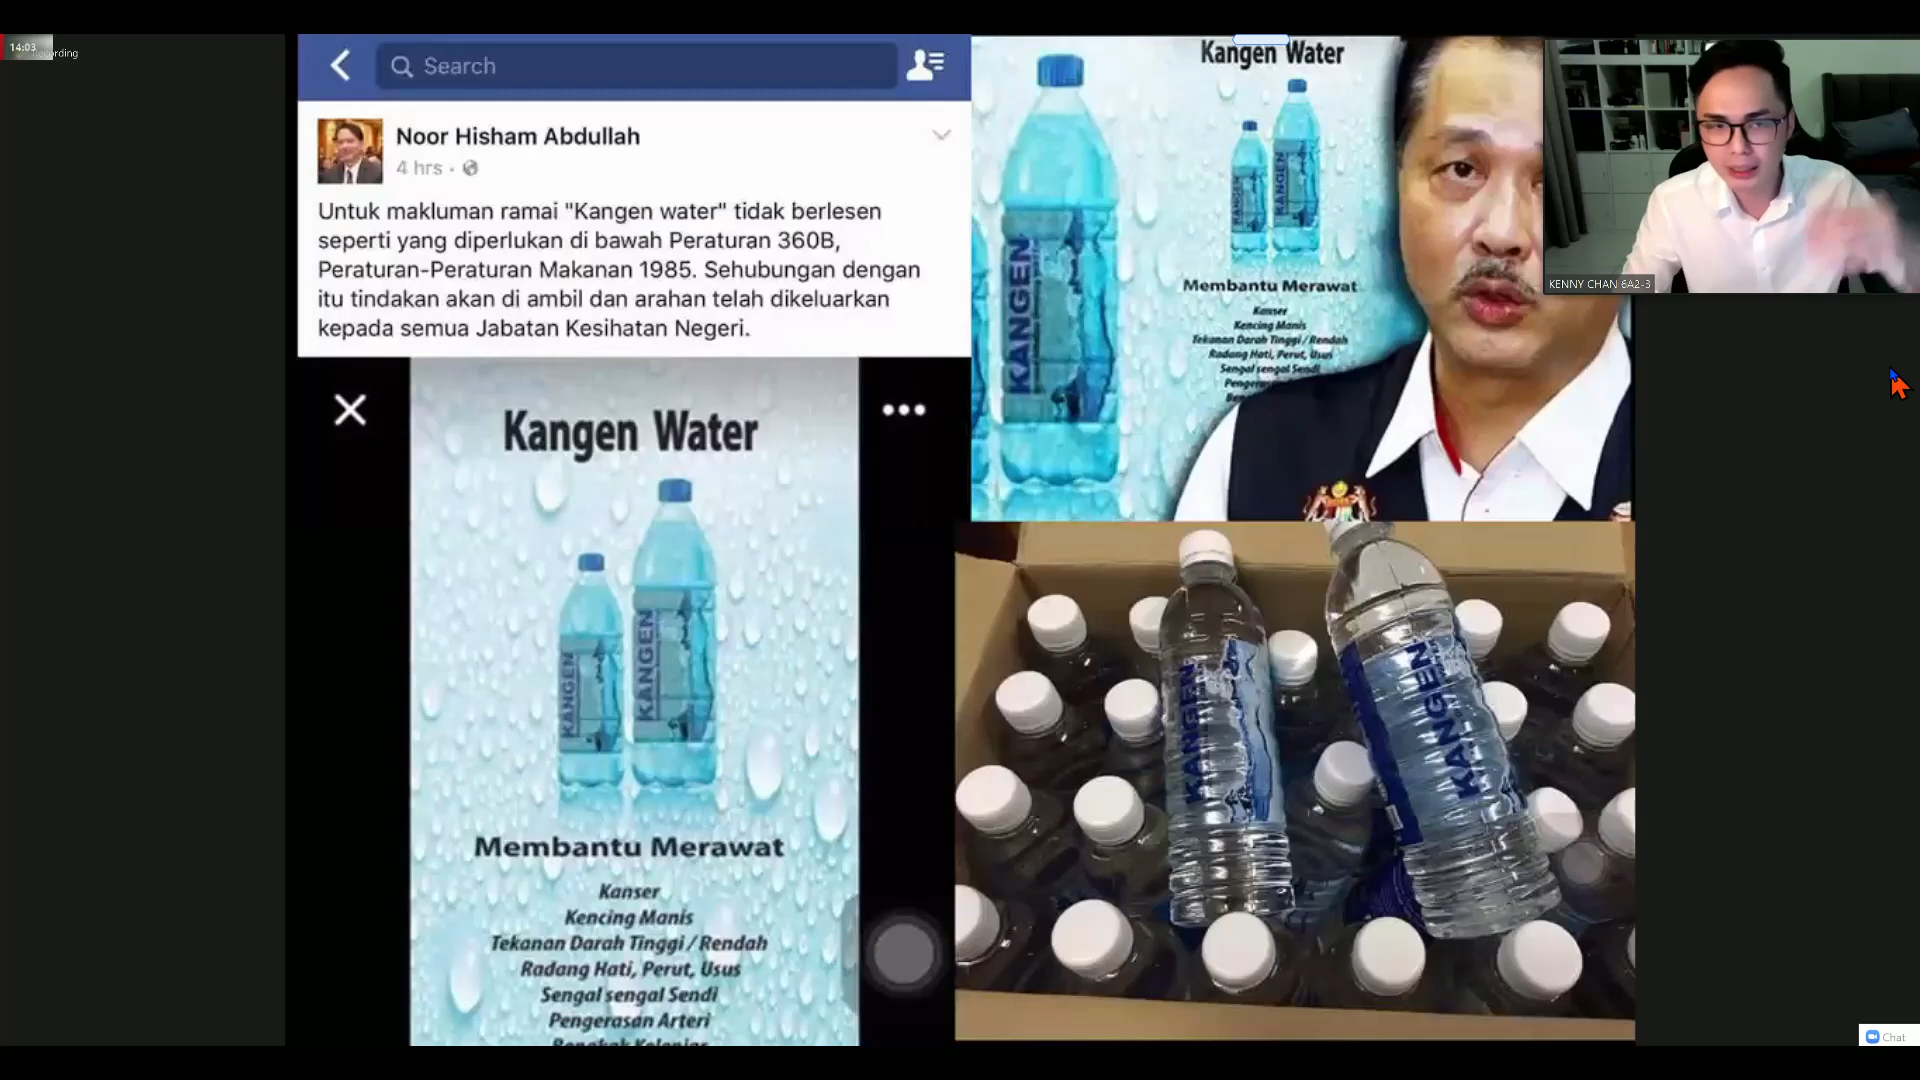 14:03
Recording
Search
Noor Hisham Abdullah
4 hrs
Untuk makluman ramai "Kangen water" tidak berlesen
seperti yang diperlukan di bawah Peraturan 360B,
Peraturan-Peraturan Makanan 1985. Sehubungan dengan
itu tindakan akan di ambil dan arahan telah dikeluarkan
kepada semua Jabatan Kesihatan Negeri.
Kangen Water
KANGEN
KANGEN
Membantu Merawat
Kanser
Kencing Manis
Tekanan Darah Tinggi / Rendah
Radang Hati, Perut, Usus
Sengal sengal Sendi
Pengerasan Arteri
Bengkak Kelenjar
Kangen Water
KANGEN
KANGEN
KANGEN
Membantu Merawat
Kanser
Kencing Manis
Tekanan Darah Tinggi / Rendah
Radang Hati, Perut, Usus
Sengal sengal Sendi
KENNY CHAN 6A2-3
KANGEN
KANGEN
Chat